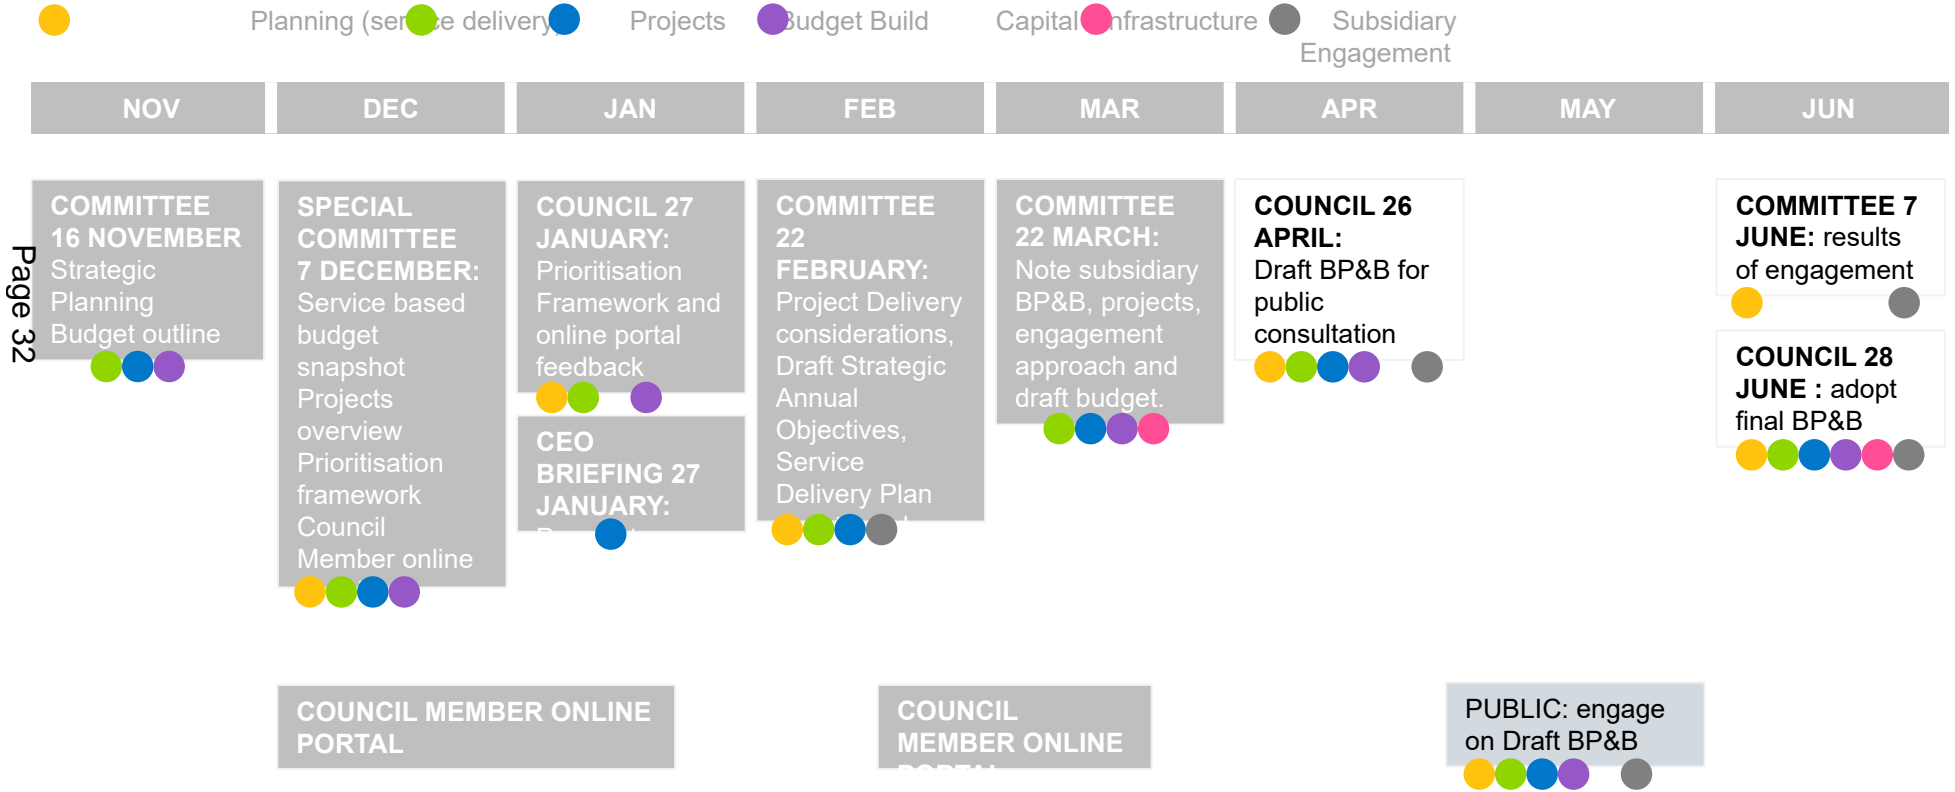 Planning (service delivery)
Projects
Budget Build
Capital Infrastructure
Subsidiary
Engagement
NOV
DEC
JAN
FEB
MAR
APR
MAY
JUN
Page 32
COMMITTEE
16 NOVEMBER
Strategic
Planning
Budget outline
SPECIAL
COMMITTEE
7 DECEMBER:
Service based
budget
snapshot
Projects
overview
Prioritisation
framework
Council
Member online
COUNCIL 27
JANUARY:
Prioritisation
Framework and
online portal
feedback
CEO
BRIEFING 27
JANUARY:
COMMITTEE
22
FEBRUARY:
Project Delivery
considerations,
Draft Strategic
Annual
Objectives,
Service
Delivery Plan
COMMITTEE
22 MARCH:
Note subsidiary
BP&B, projects,
engagement
approach and
draft budget.
COUNCIL 26
APRIL:
Draft BP&B for
public
consultation
COMMITTEE 7
JUNE: results
of engagement
COUNCIL 28
JUNE : adopt
final BP&B
COUNCIL MEMBER ONLINE
PORTAL
COUNCIL
MEMBER ONLINE
PORTAL
PUBLIC: engage
on Draft BP&B